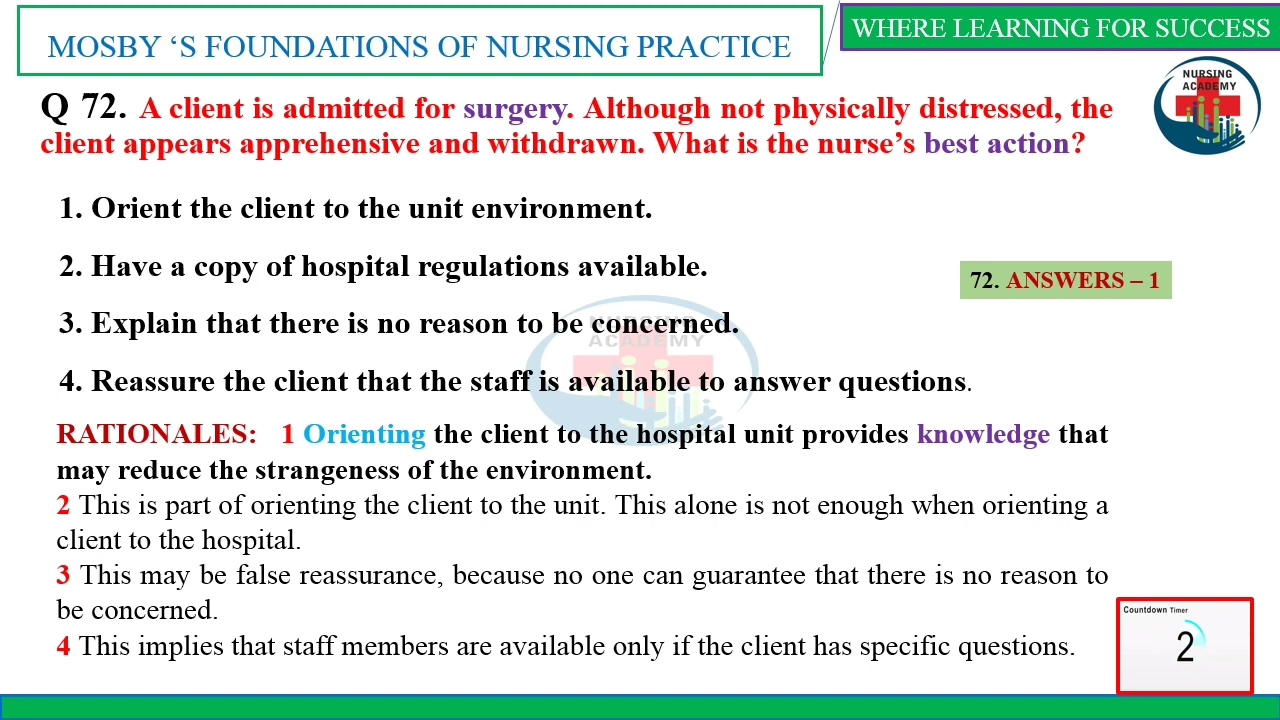 MOSBY ‘S FOUNDATIONS OF NURSING PRACTICE
WHERE LEARNING FOR SUCCESS
NURSING
ACADEMY
Q 72. A client is admitted for surgery. Although not physically distressed, the
client appears apprehensive and withdrawn. What is the nurse’s best action?
1. Orient the client to the unit environment.
2. Have a copy of hospital regulations available.
72. ANSWERS – 1
3. Explain that there is no reason to be concerned.
NURSING
ACADEMY
4. Reassure the client that the staff is available to answer questions.
RATIONALES: 1 Orienting the client to the hospital unit provides knowledge that
may reduce the strangeness of the environment.
2 This is part of orienting the client to the unit. This alone is not enough when orienting a
client to the hospital.
3 This may be false reassurance, because no one can guarantee that there is no reason to
be concerned.
4 This implies that staff members are available only if the client has specific questions.
Countdown Timer
2